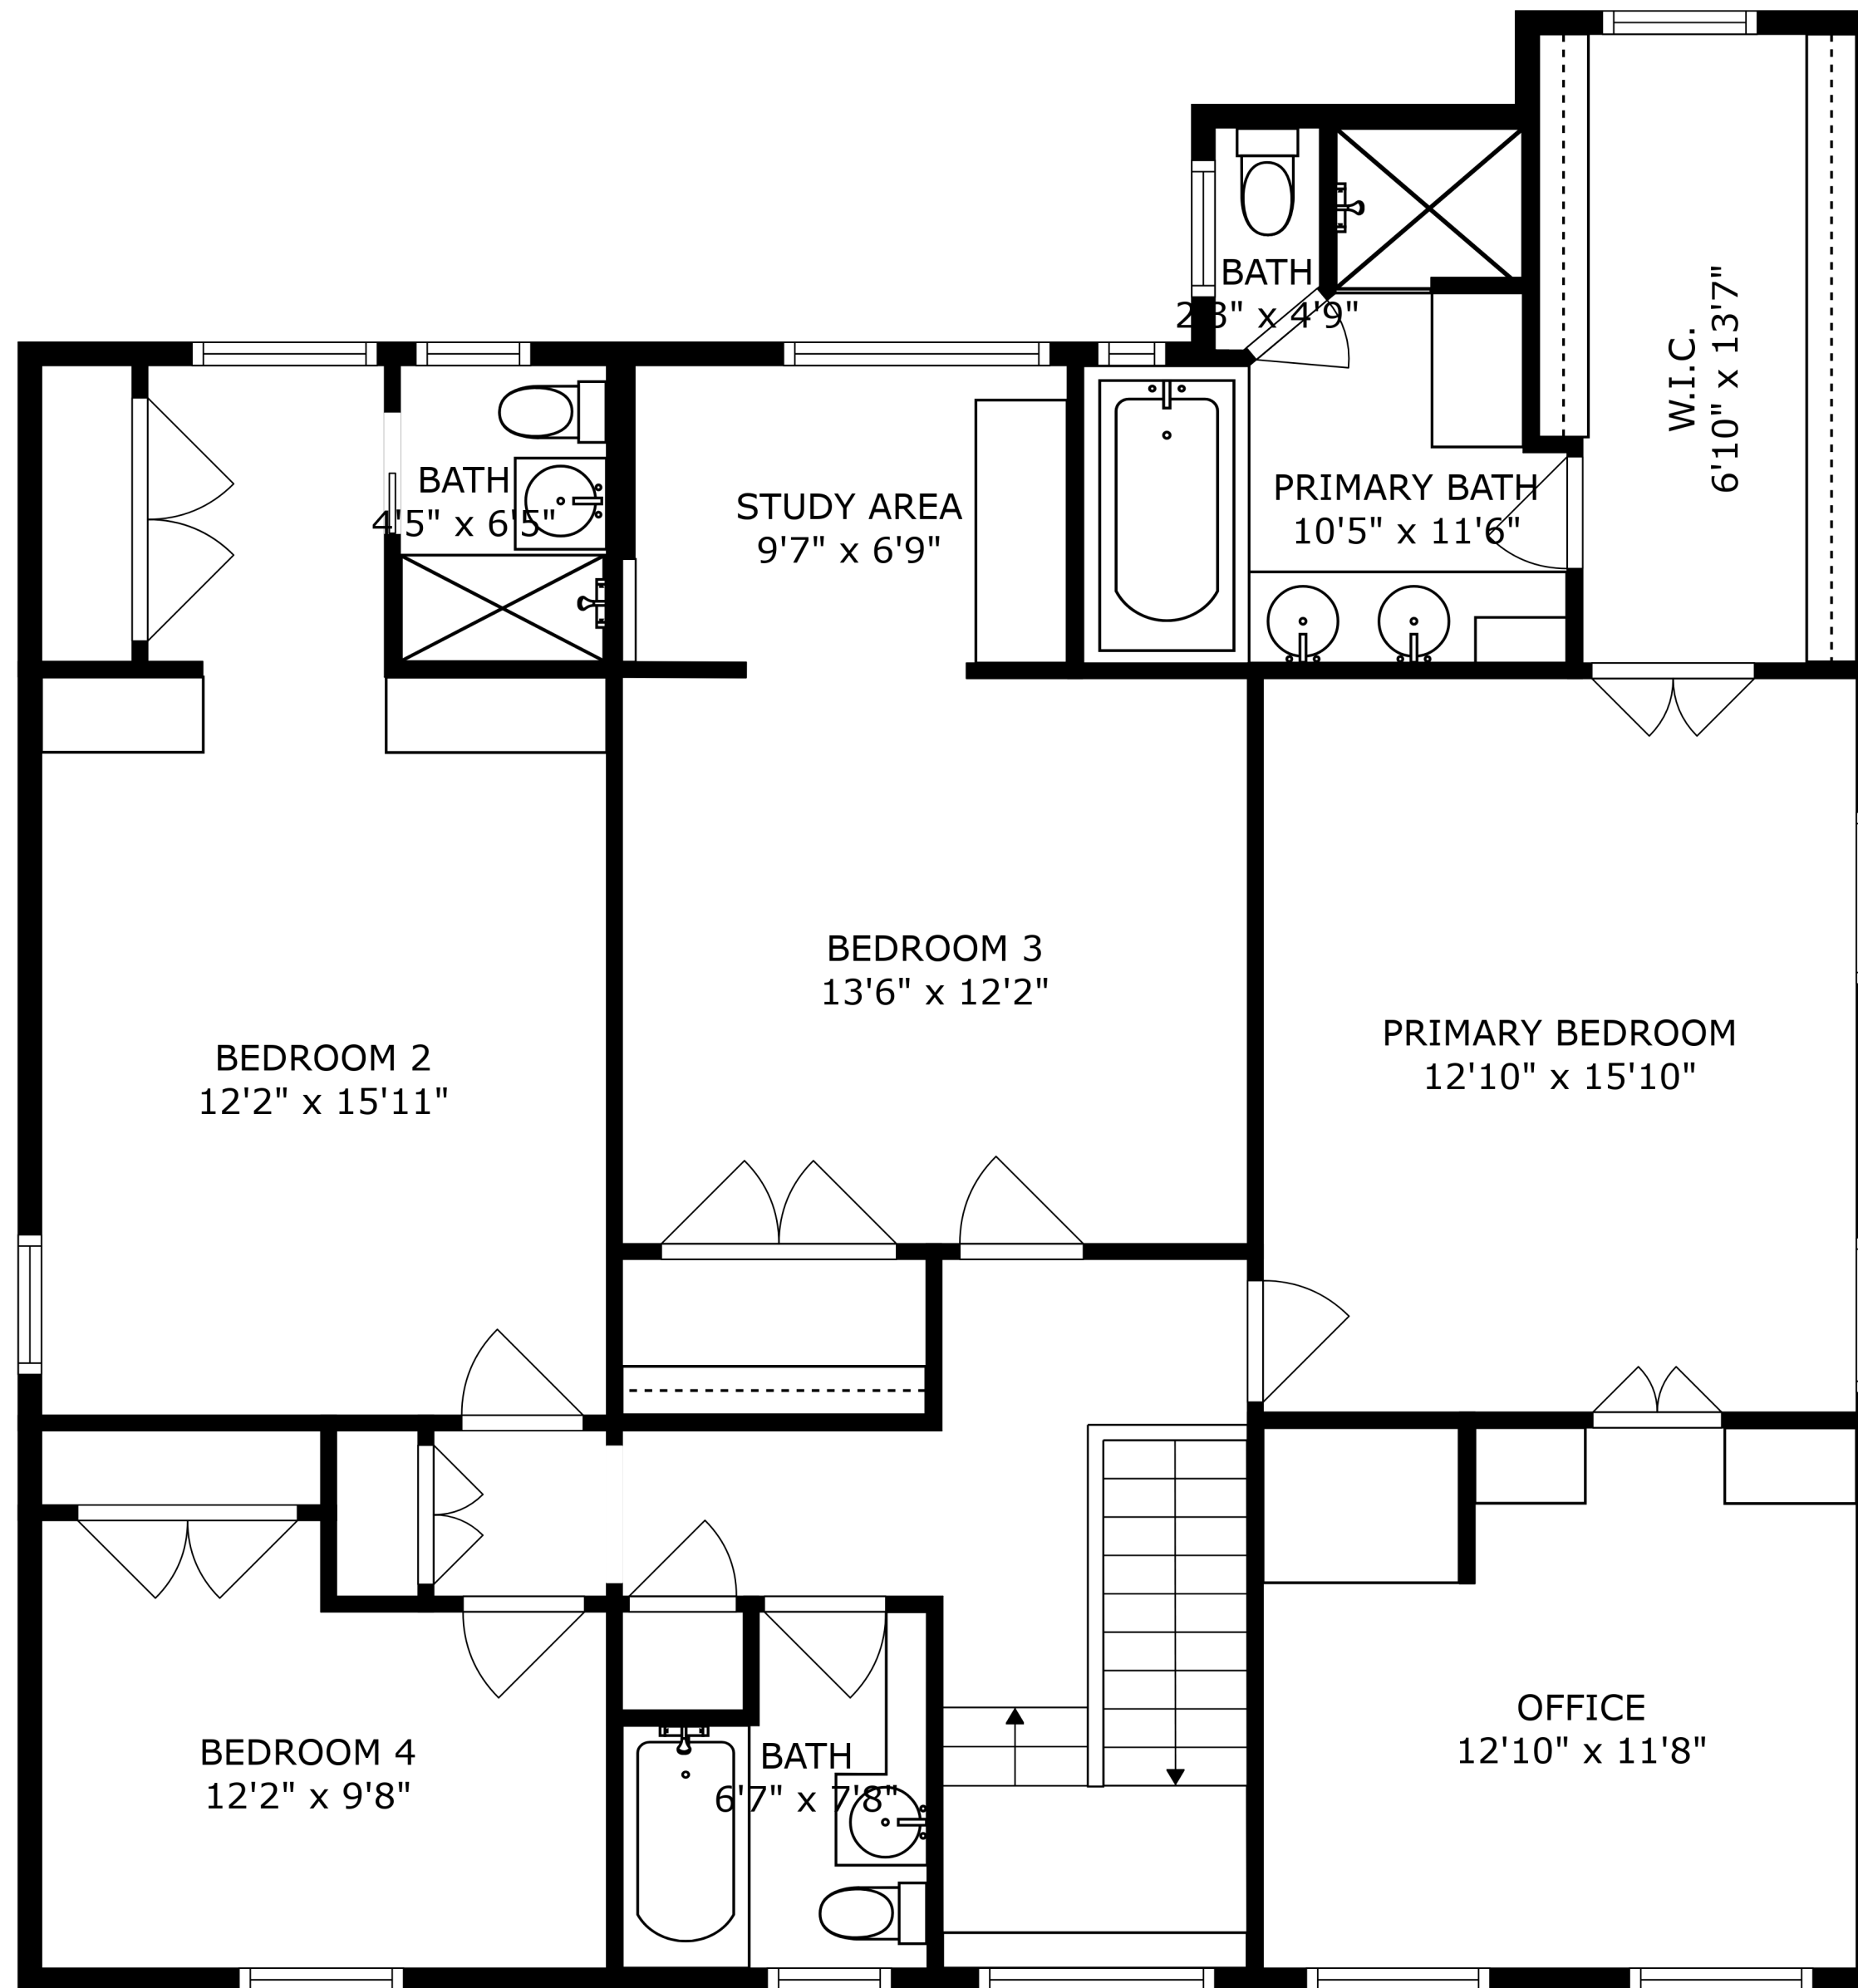 BATH
2'3" x 4'9"
W.I.C.
6'10" x 13'7"
BATH
4'5" x 6'5"
STUDY AREA
9'7" x 6'9"
PRIMARY BATH
10'5" x 11'6"
BEDROOM 3
13'6" x 12'2"
BEDROOM 2
12'2" x 15'11"
PRIMARY BEDROOM
12'10" x 15'10"
OFFICE
12'10" x 11'8"
BEDROOM 4
12'2" x 9'8"
BATH
6'7" x 7'8"